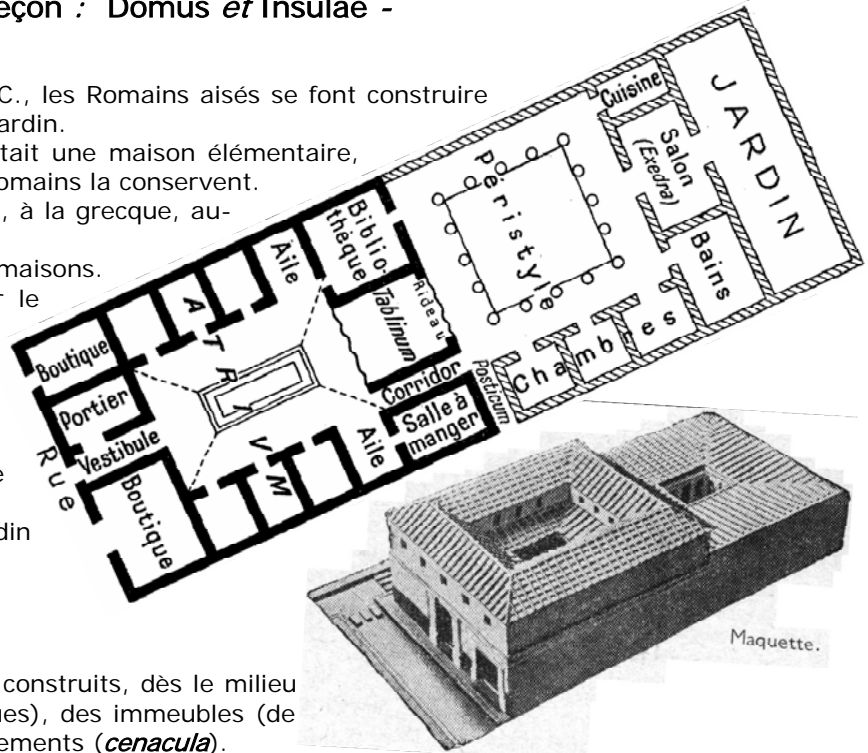 eçon : Domus et Insulae -
C., les Romains aisés se font construire
ardin.
tait une maison élémentaire,
omains la conservent.
, à la grecque, au-
maisons.
r le
e
din
construits, dès le milieu
ues), des immeubles (de
ements (cenacula).
Rue
Boutique
Portier
Vestibule
Boutique
ATRIVM
Aile
Aile
Biblio-
thèque
Tablinum
Rideau
Corridor
Salle à
manger
Posticum
Péristyle
Chambres
Cuisine
Salon
(Exedra)
Bains
JARDIN
Maquette.